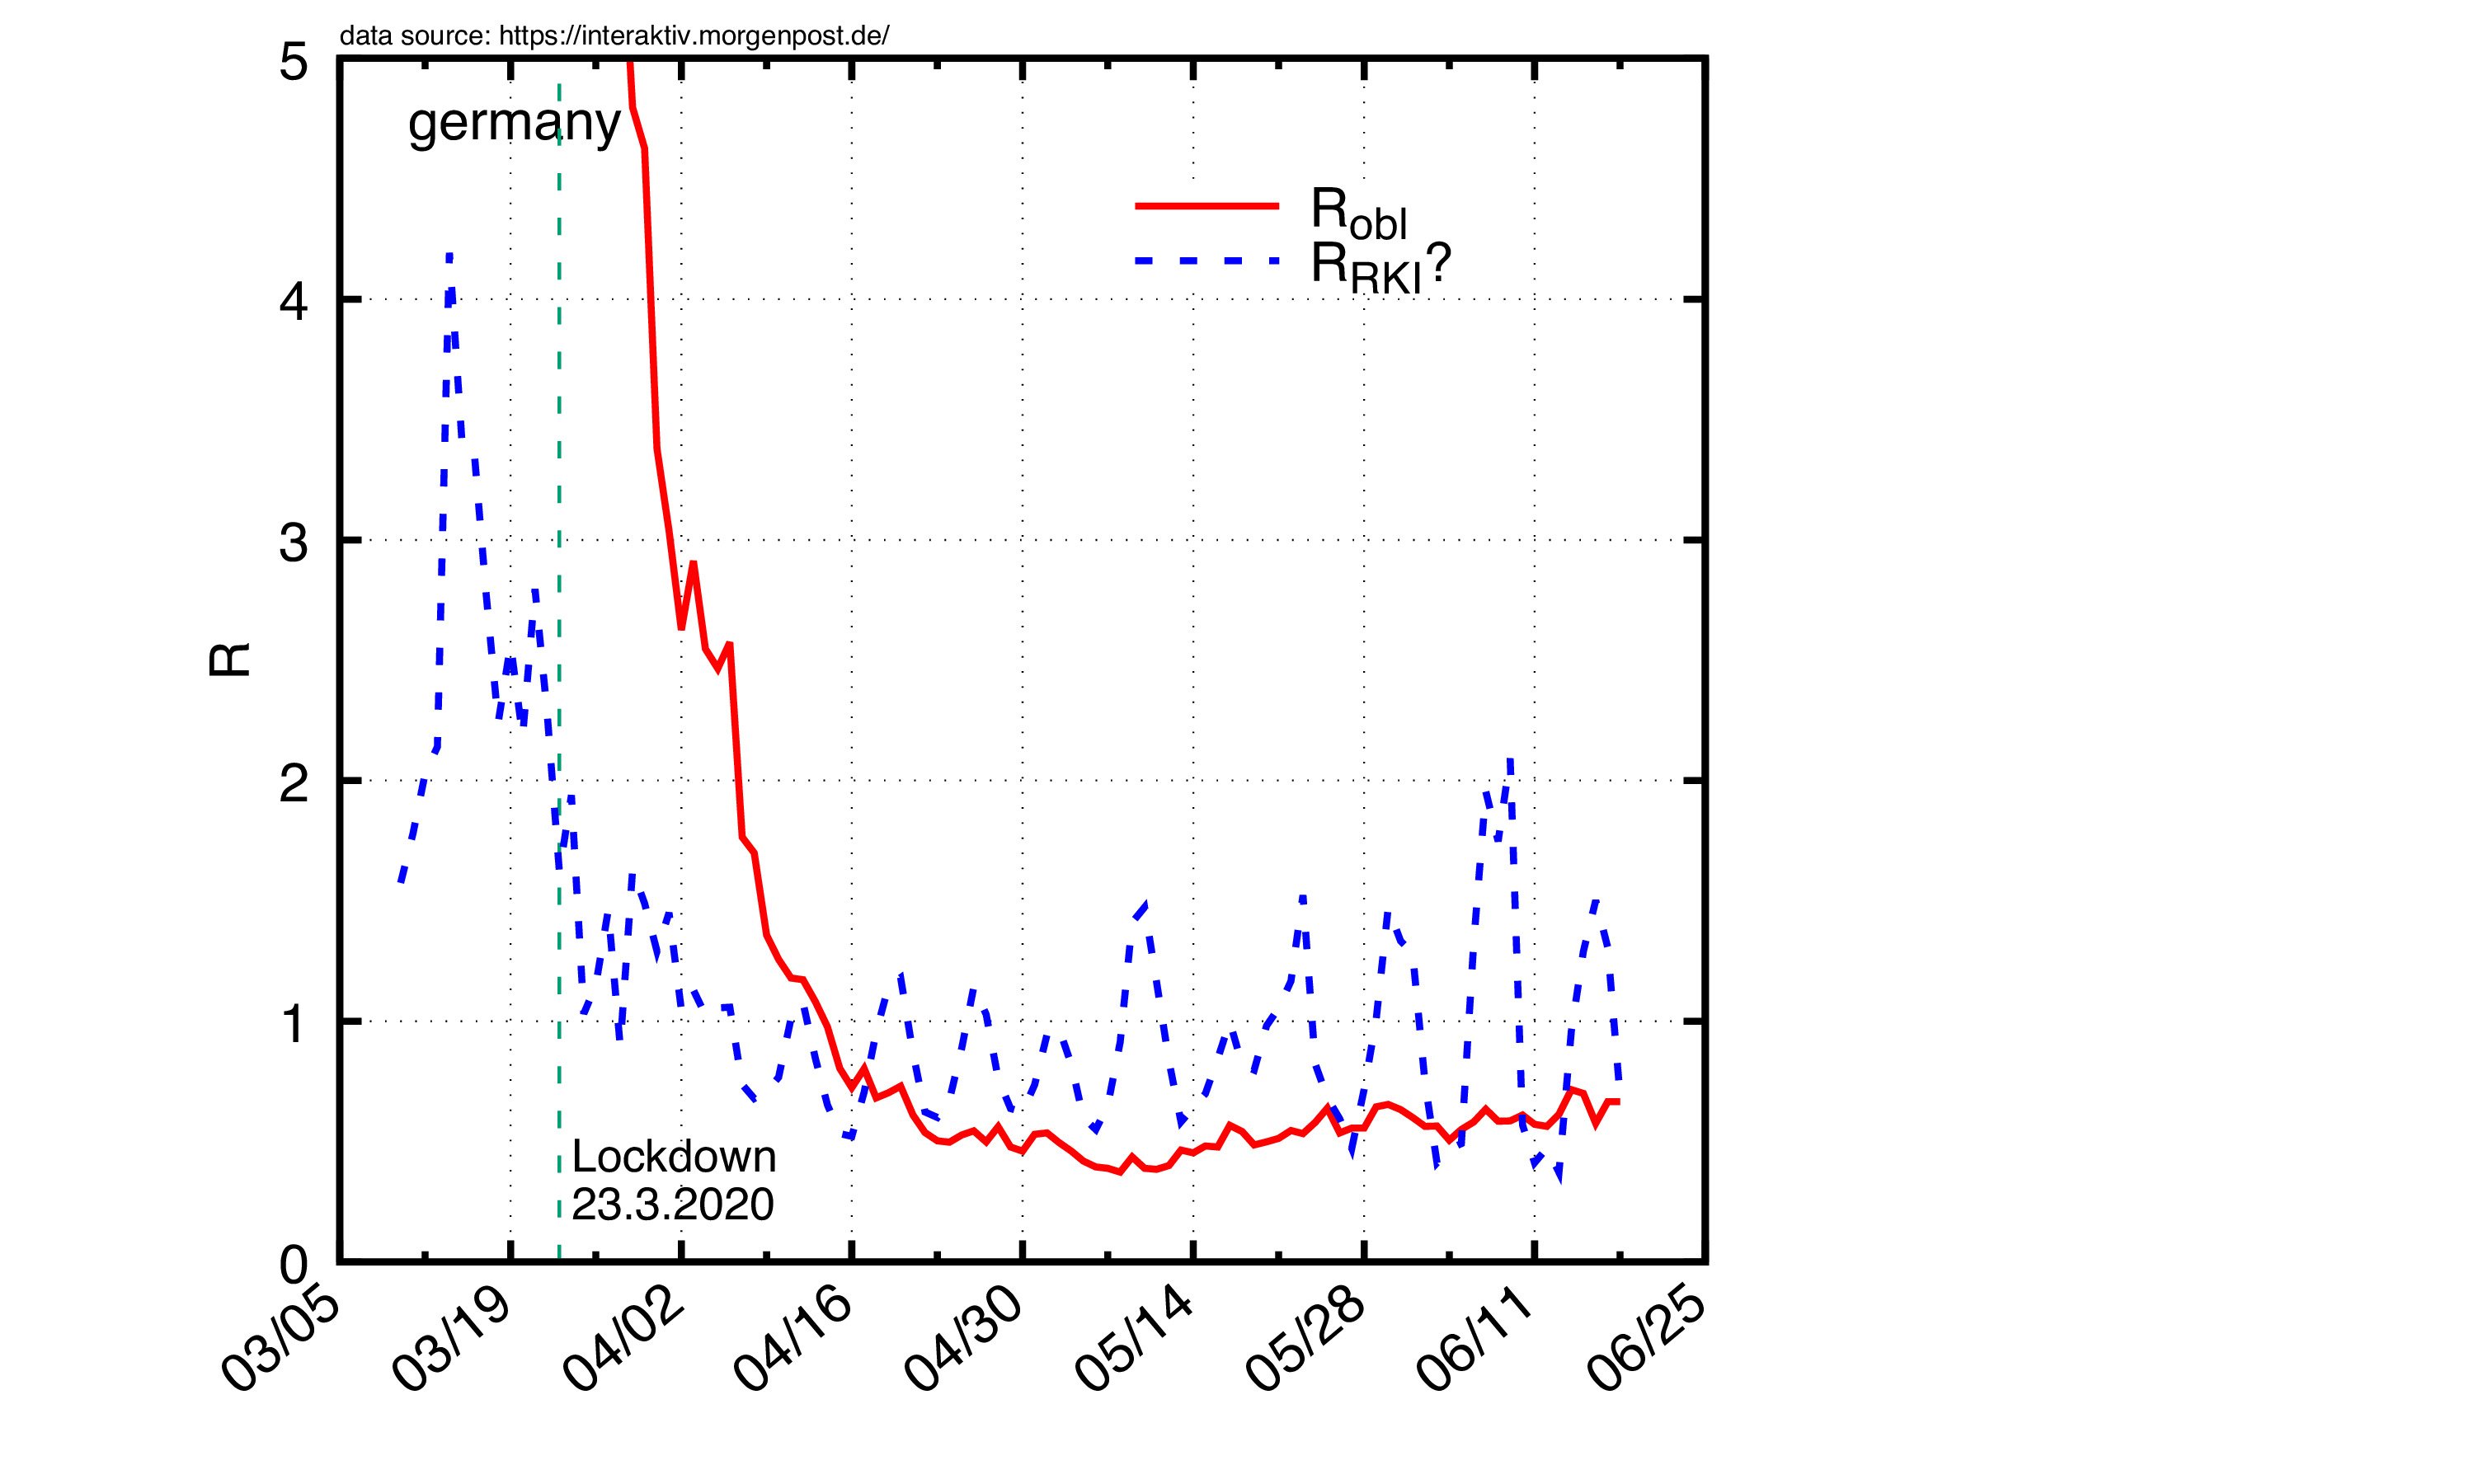 data source: https://interaktiv.morgenpost.de/
germany
R_obl
R_RKI?
5
4
3
2
1
0
R
Lockdown
23.3.2020
03/05
03/19
04/02
04/16
04/30
05/14
05/28
06/11
06/25